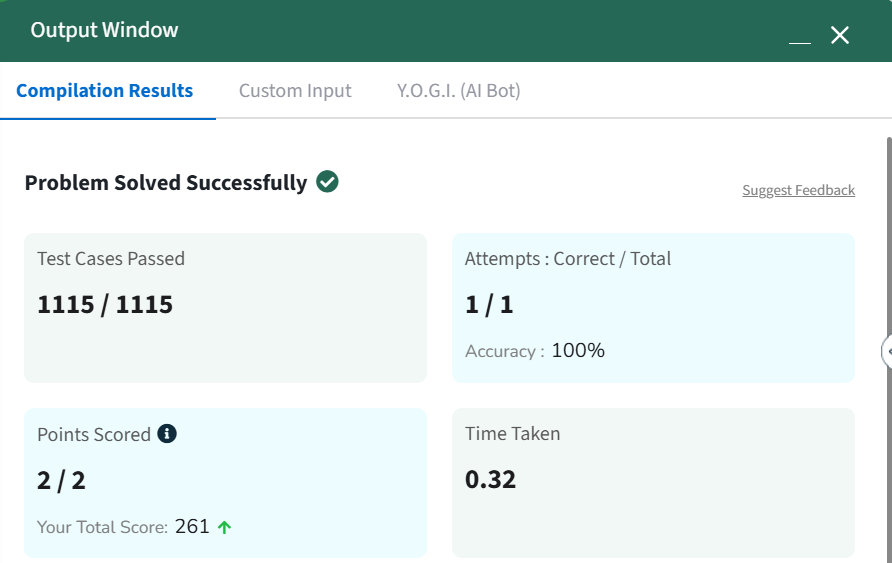 Output Window
Compilation Results
Custom Input
Y.O.G.I. (AI Bot)
Problem Solved Successfully
Suggest Feedback
Test Cases Passed
1115 / 1115
Attempts : Correct / Total
1 / 1
Accuracy : 100%
Points Scored
2 / 2
Your Total Score: 261
Time Taken
0.32